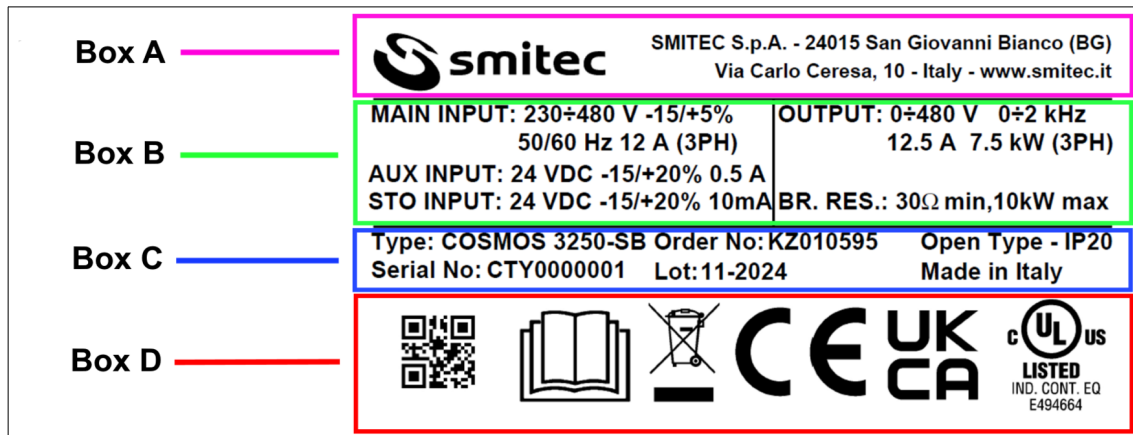 Box A
smitec
SMITEC S.p.A. - 24015 San Giovanni Bianco (BG)
Via Carlo Ceresa, 10 - Italy - www.smitec.it
Box B
MAIN INPUT: 230÷480 V -15/+5%
50/60 Hz 12 A (3PH)
AUX INPUT: 24 VDC -15/+20% 0.5 A
STO INPUT: 24 VDC -15/+20% 10mA
OUTPUT: 0÷480 V 0÷2 kHz
12.5 A 7.5 kW (3PH)
BR. RES.: 30Ω min,10kW max
Box C
Type: COSMOS 3250-SB Order No: KZ010595 Open Type - IP20
Serial No: CTY0000001 Lot: 11-2024 Made in Italy
Box D
CE
UK
CA
C UL US
LISTED
IND. CONT. EQ
E494664